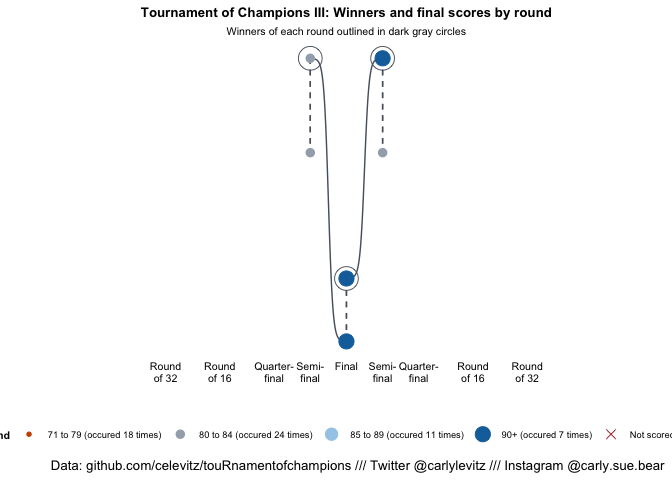 Tournament of Champions III: Winners and final scores by round
Winners of each round outlined in dark gray circles
Round of 32
Round of 16
Quarter-final
Semi-final
Final
Semi-final
Quarter-final
Round of 16
Round of 32
nd 71 to 79 (occured 18 times) 80 to 84 (occured 24 times) 85 to 89 (occured 11 times) 90+ (occured 7 times) Not scored
Data: github.com/celevitz/touRnamentofchampions /// Twitter @carlylevitz /// Instagram @carly.sue.bear